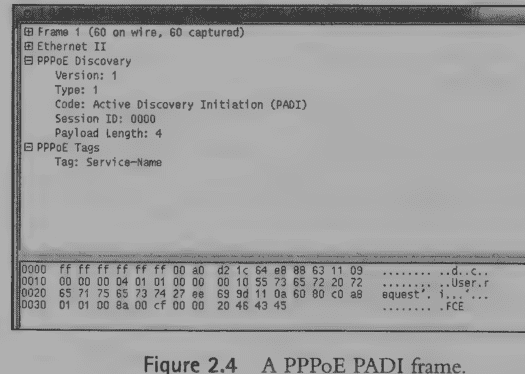 Frame 1 (60 on wire, 60 captured)
Ethernet II
PPPoE Discovery
Version: 1
Type: 1
Code: Active Discovery Initiation (PADI)
Session ID: 0000
Payload Length: 4
PPPoE Tags
Tag: Service-Name
0000 ff ff ff ff ff ff 00 a0 d2 1c 64 e8 88 63 11 09 ........ ..d..c..
0010 00 00 00 04 01 01 00 00 00 10 55 73 65 72 20 72 ........ ..User.r
0020 65 71 75 65 73 74 27 ee 69 9d 11 0a 60 80 c0 a8 equest'. i...'...
0030 01 01 00 8a 00 cf 00 00 20 46 43 45 ........ .FCE
Figure 2.4 A PPPoE PADI frame.